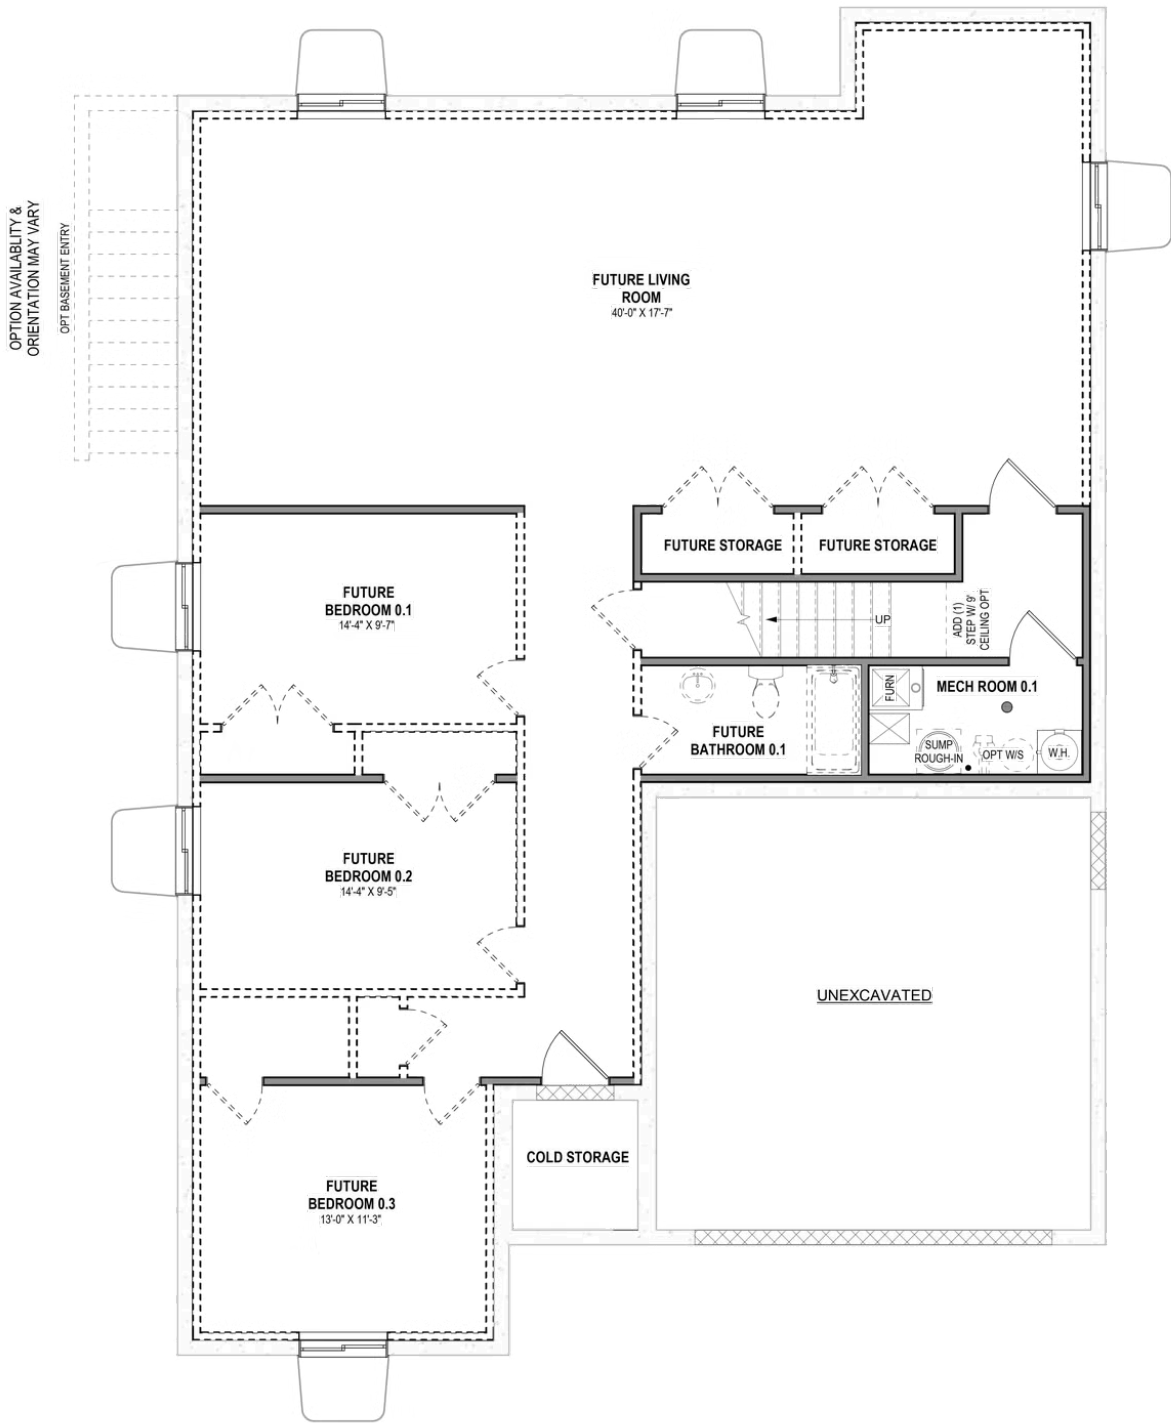 OPTION AVAILABLITY &
ORIENTATION MAY VARY
OPT BASEMENT ENTRY
FUTURE LIVING
ROOM
40'-0" X 17'-7"
FUTURE STORAGE
FUTURE STORAGE
FUTURE
BEDROOM 0.1
14'-4" X 9'-7"
UP
ADD (1)
STEP W/ 9'
CEILING OPT
FURN
MECH ROOM 0.1
FUTURE
BATHROOM 0.1
SUMP
ROUGH-IN
OPT W/S
W.H.
FUTURE
BEDROOM 0.2
14'-4" X 9'-5"
UNEXCAVATED
COLD STORAGE
FUTURE
BEDROOM 0.3
13'-0" X 11'-3"